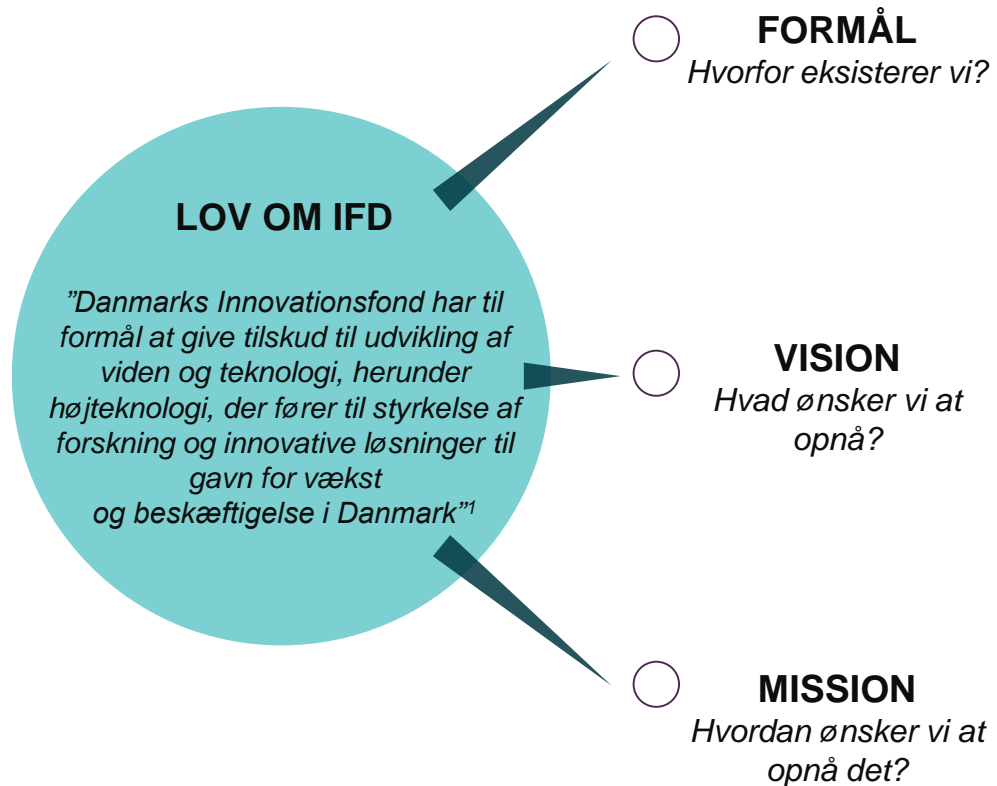 LOV OM IFD
”Danmarks Innovationsfond har til
formål at give tilskud til udvikling af
viden og teknologi, herunder
højteknologi, der fører til styrkelse af
forskning og innovative løsninger til
gavn for vækst
og beskæftigelse i Danmark”¹
FORMÅL
Hvorfor eksisterer vi?
VISION
Hvad ønsker vi at
opnå?
MISSION
Hvordan ønsker vi at
opnå det?